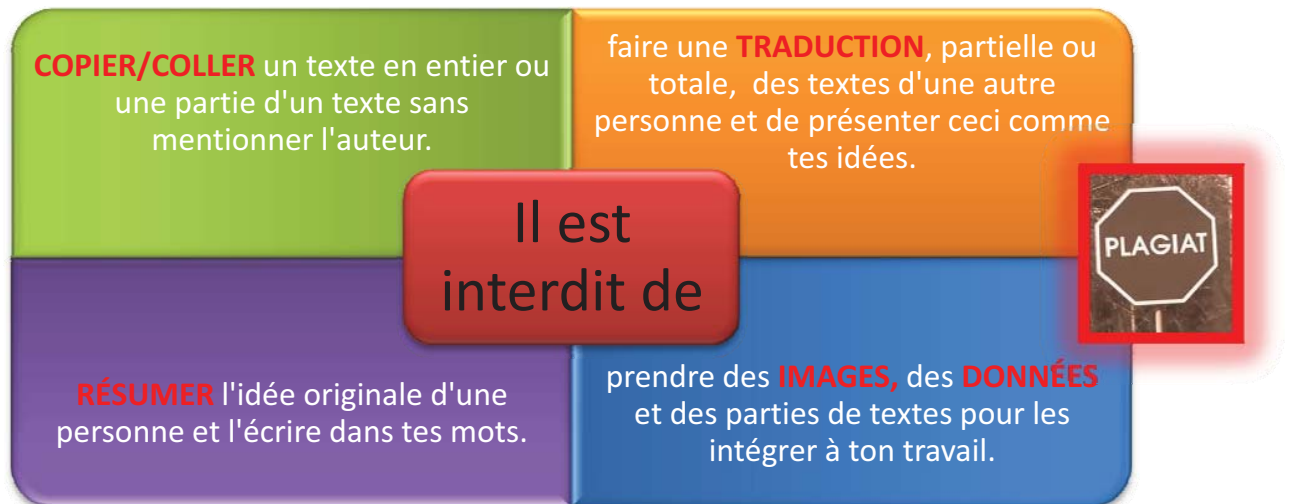 COPIER/COLLER un texte en entier ou
une partie d'un texte sans
mentionner l'auteur.
faire une TRADUCTION, partielle ou
totale, des textes d'une autre
personne et de présenter ceci comme
tes idées.
Il est
interdit de
PLAGIAT
RÉSUMER l'idée originale d'une
personne et l'écrire dans tes mots.
prendre des IMAGES, des DONNÉES
et des parties de textes pour les
intégrer à ton travail.